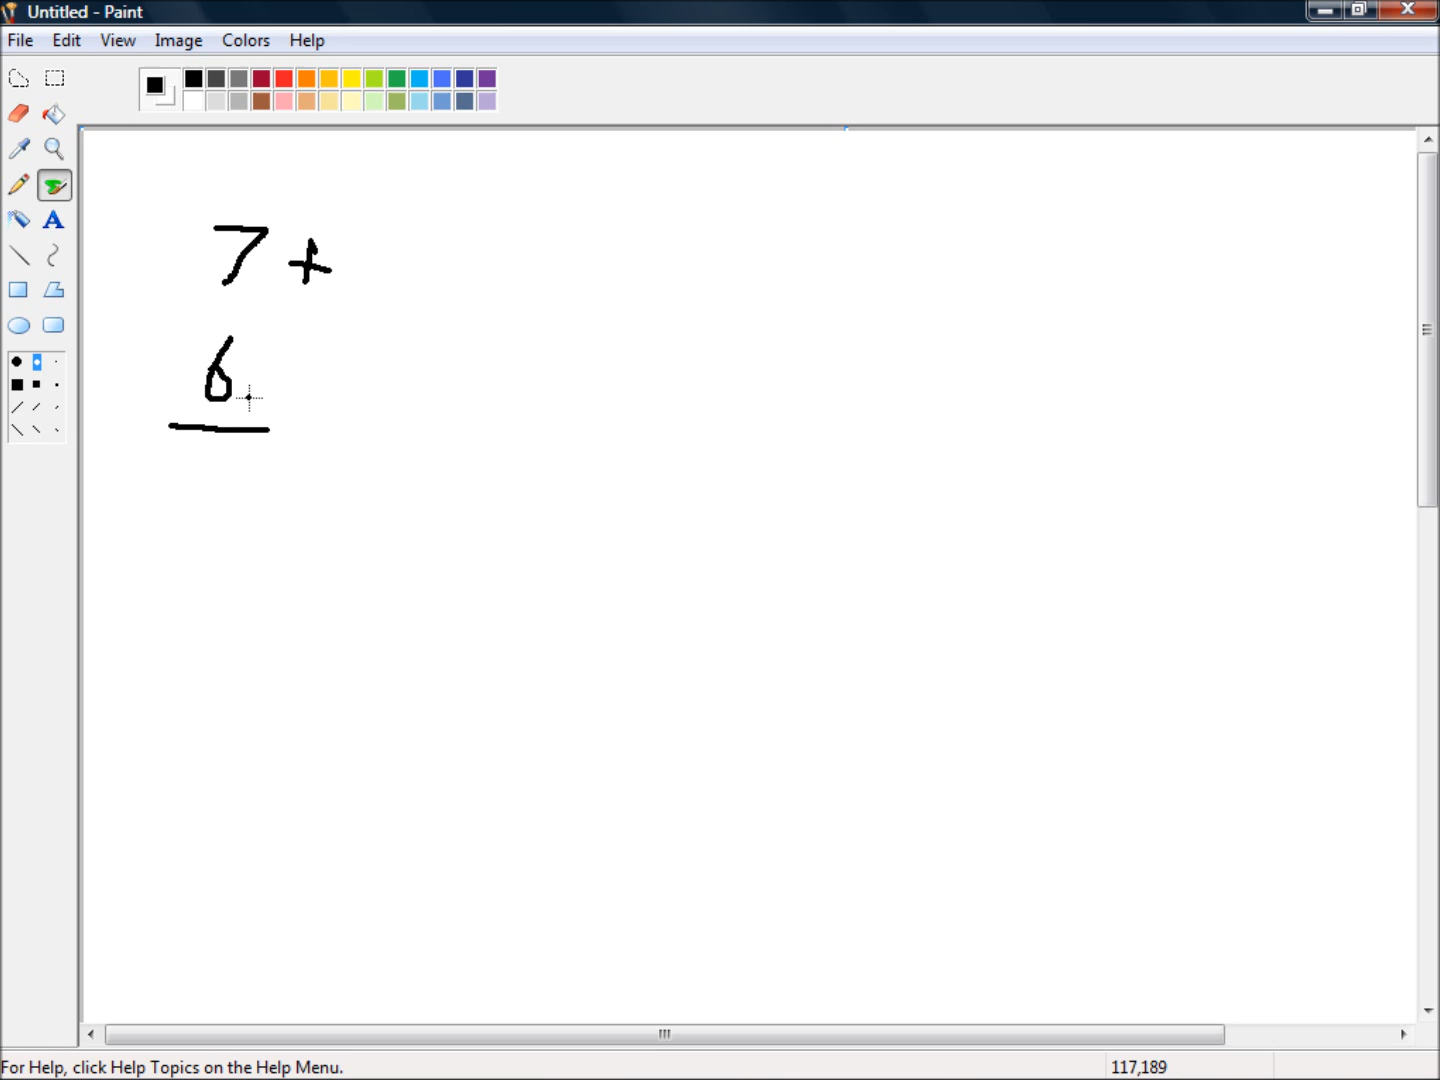 Untitled - Paint
File Edit View Image Colors Help
A
7 +
6
For Help, click Help Topics on the Help Menu. 117,189